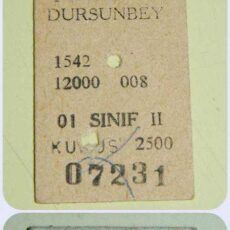 DURSUNBEY
1542
12000 008
01 SINIF II
KURUŞ 2500
07231